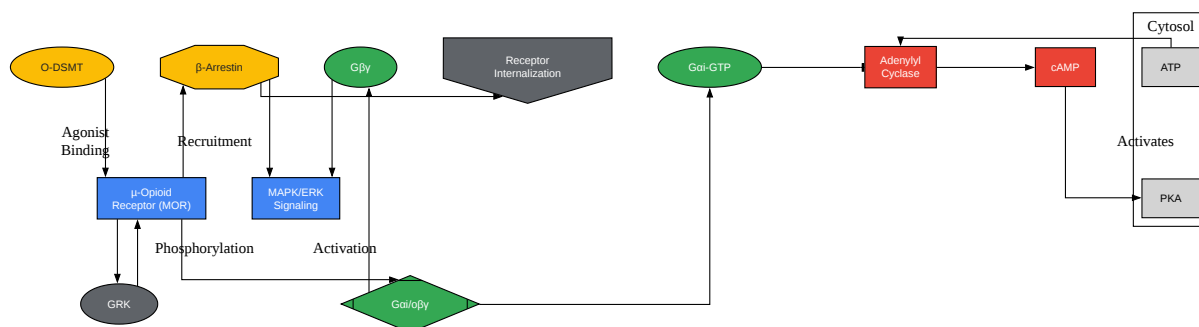 Cytosol
O-DSMT
β-Arrestin
Gβγ
Receptor
Internalization
Gαi-GTP
Adenylyl
Cyclase
cAMP
ATP
Agonist
Binding
Recruitment
Activates
μ-Opioid
Receptor (MOR)
MAPK/ERK
Signaling
PKA
Phosphorylation
Activation
GRK
Gαi/oβγ